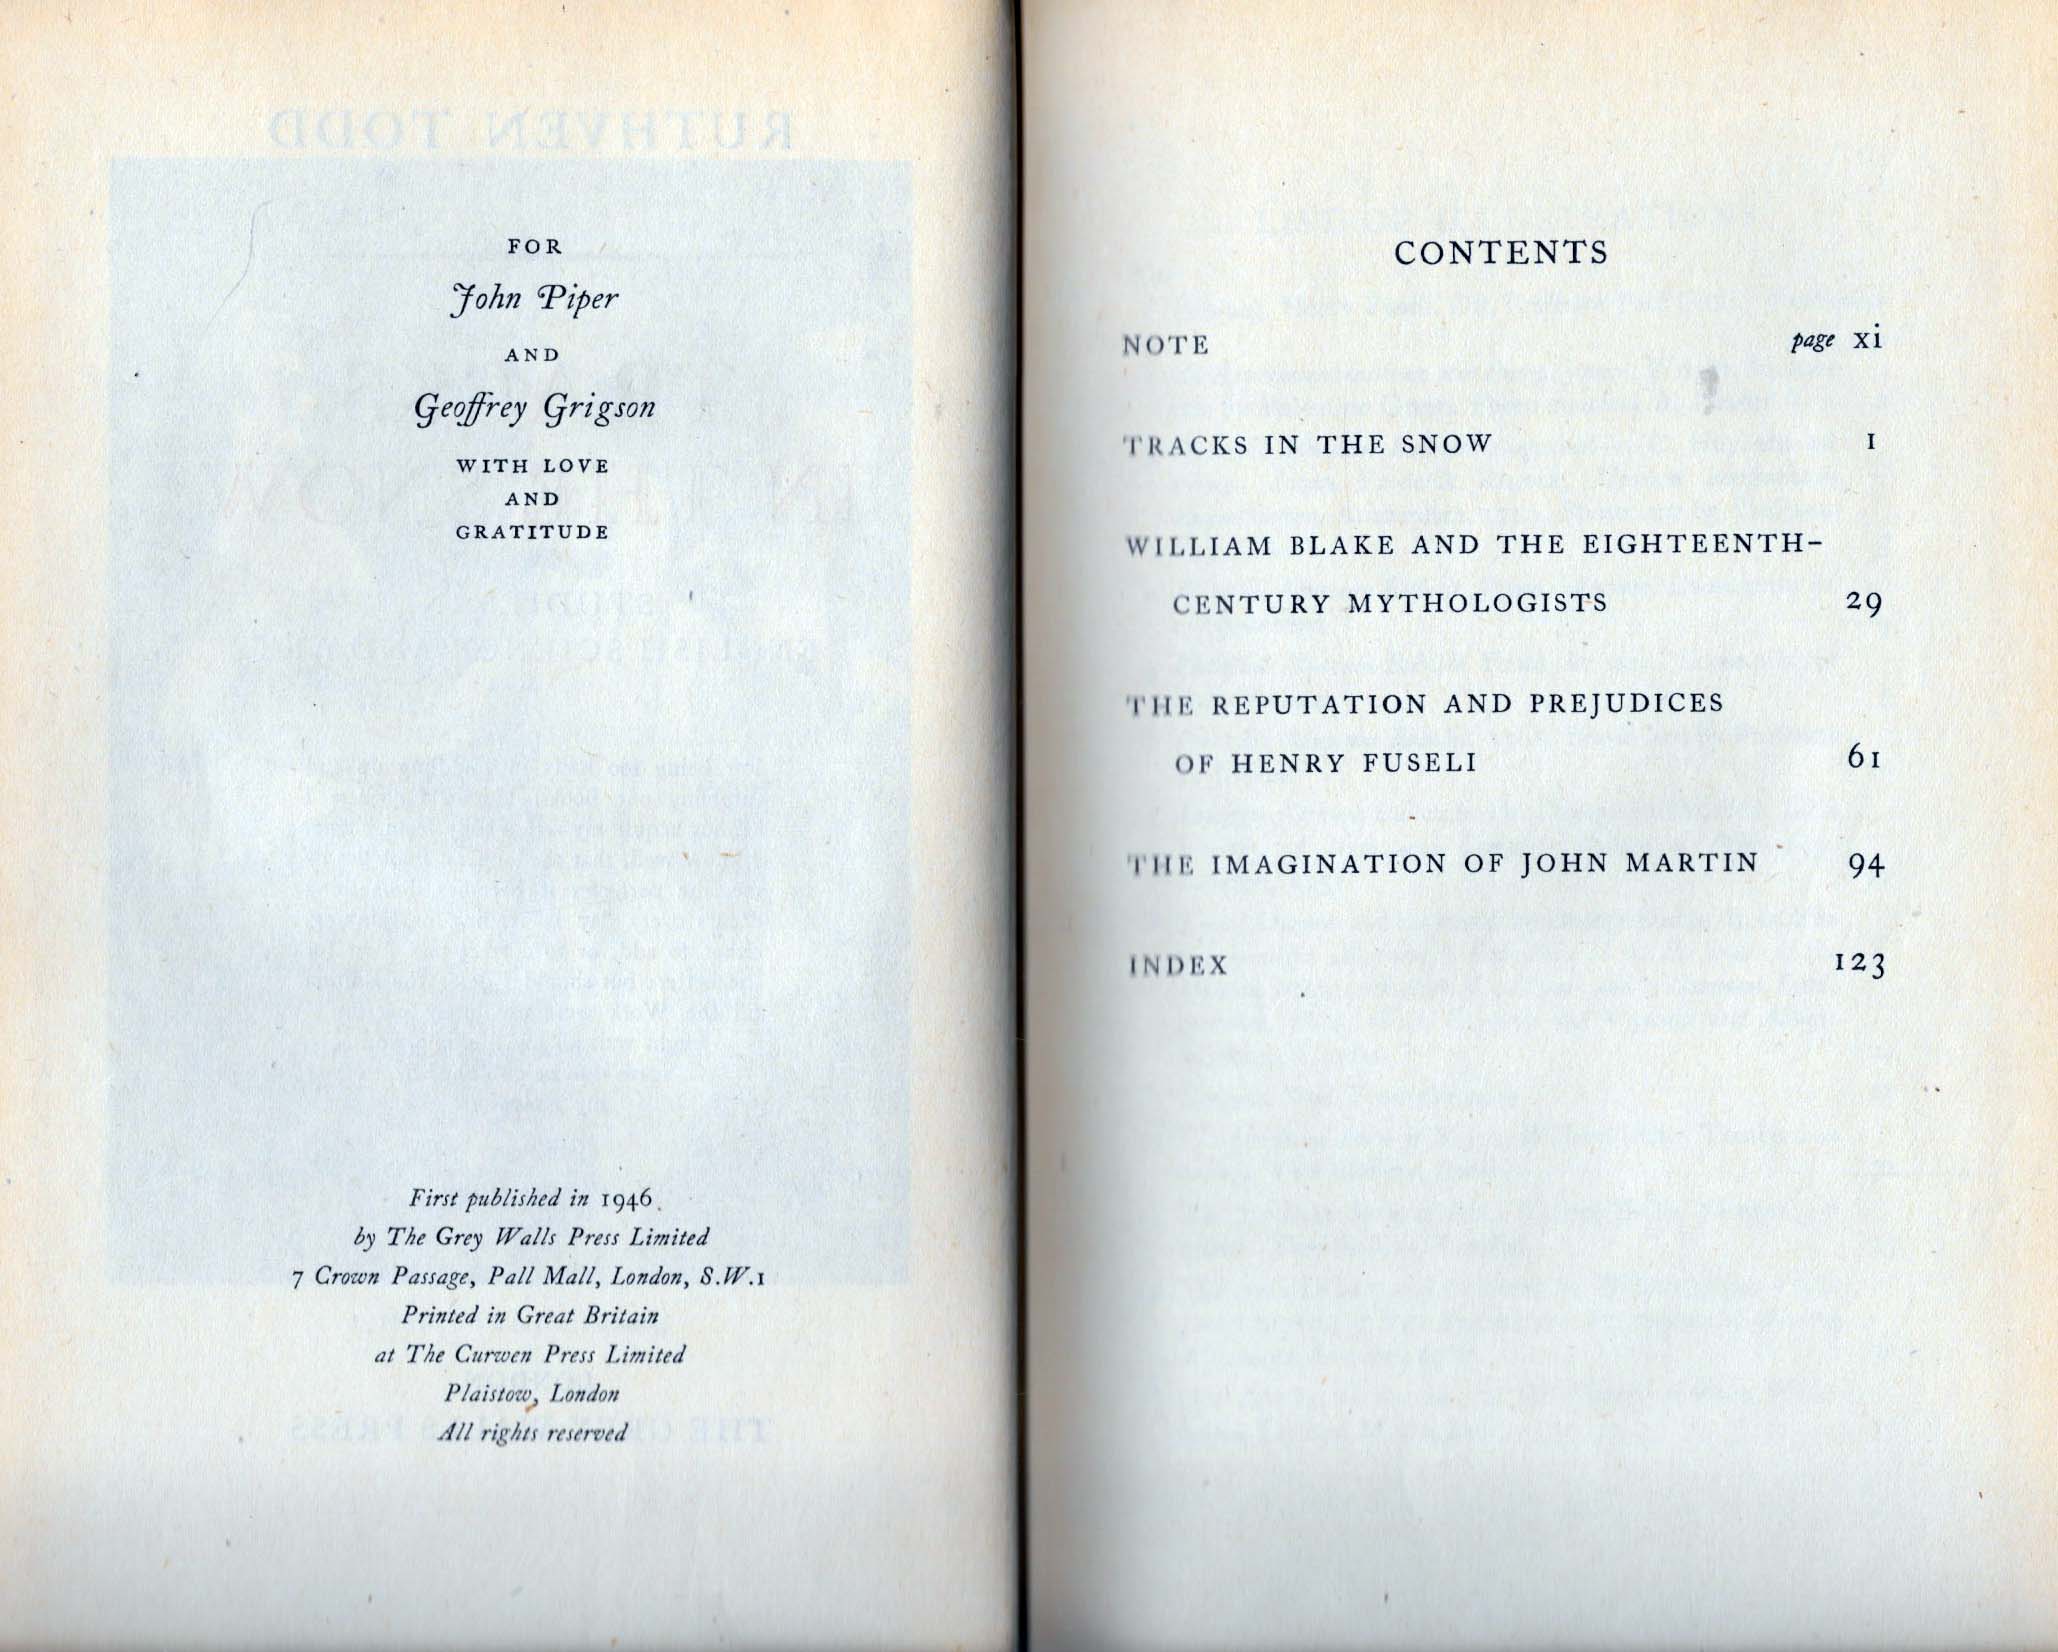 FOR
John Piper
AND
Geoffrey Grigson
WITH LOVE
AND
GRATITUDE
First published in 1946
by The Grey Walls Press Limited
7 Crown Passage, Pall Mall, London, S.W.1
Printed in Great Britain
at The Curwen Press Limited
Plaistow, London
All rights reserved
CONTENTS
NOTE page xi
TRACKS IN THE SNOW 1
WILLIAM BLAKE AND THE EIGHTEENTH-
CENTURY MYTHOLOGISTS 29
THE REPUTATION AND PREJUDICES
OF HENRY FUSELI 61
THE IMAGINATION OF JOHN MARTIN 94
INDEX 123